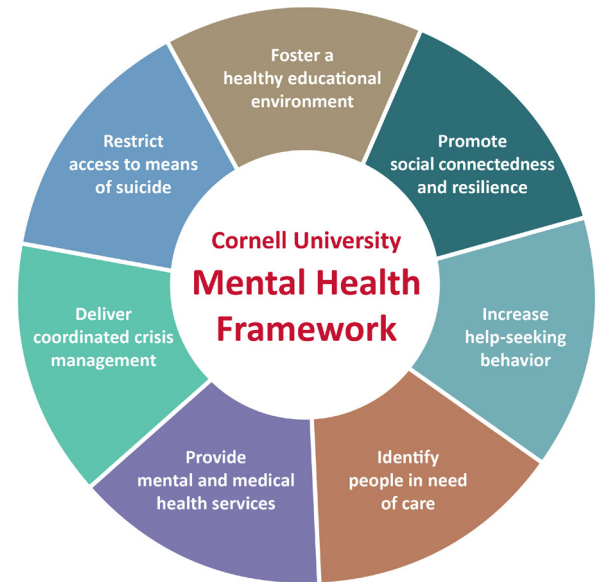 Cornell University
Mental Health
Framework
Foster a
healthy educational
environment
Promote
social connectedness
and resilience
Increase
help-seeking
behavior
Identify
people in need
of care
Provide
mental and medical
health services
Deliver
coordinated crisis
management
Restrict
access to means
of suicide